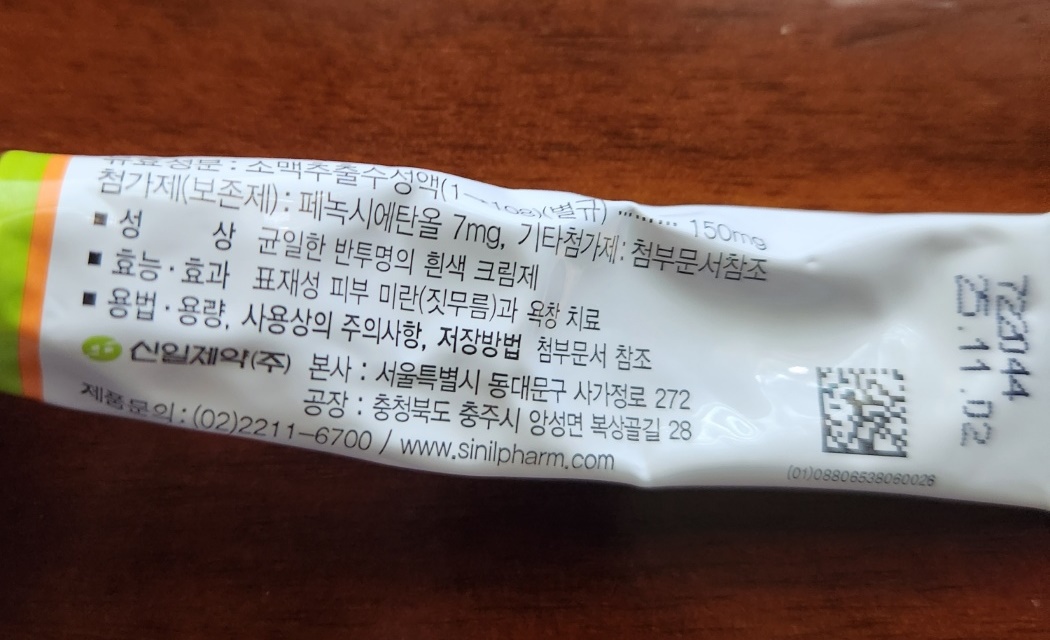 유효성분 : 소맥추출수성액(1→10g)(별규) ········· 150mg
첨가제(보존제) : 페녹시에탄올 7mg, 기타첨가제 : 첨부문서참조
■ 성 상 균일한 반투명의 흰색 크림제
■ 효능·효과 표재성 피부 미란(짓무름)과 욕창 치료
■ 용법·용량, 사용상의 주의사항, 저장방법 첨부문서 참조
신일제약(주) 본사 : 서울특별시 동대문구 사가정로 272
공장 : 충청북도 충주시 앙성면 복상골길 28
제품문의 : (02)2211-6700 / www.sinilpharm.com
(01)08806538060028
25.11.02